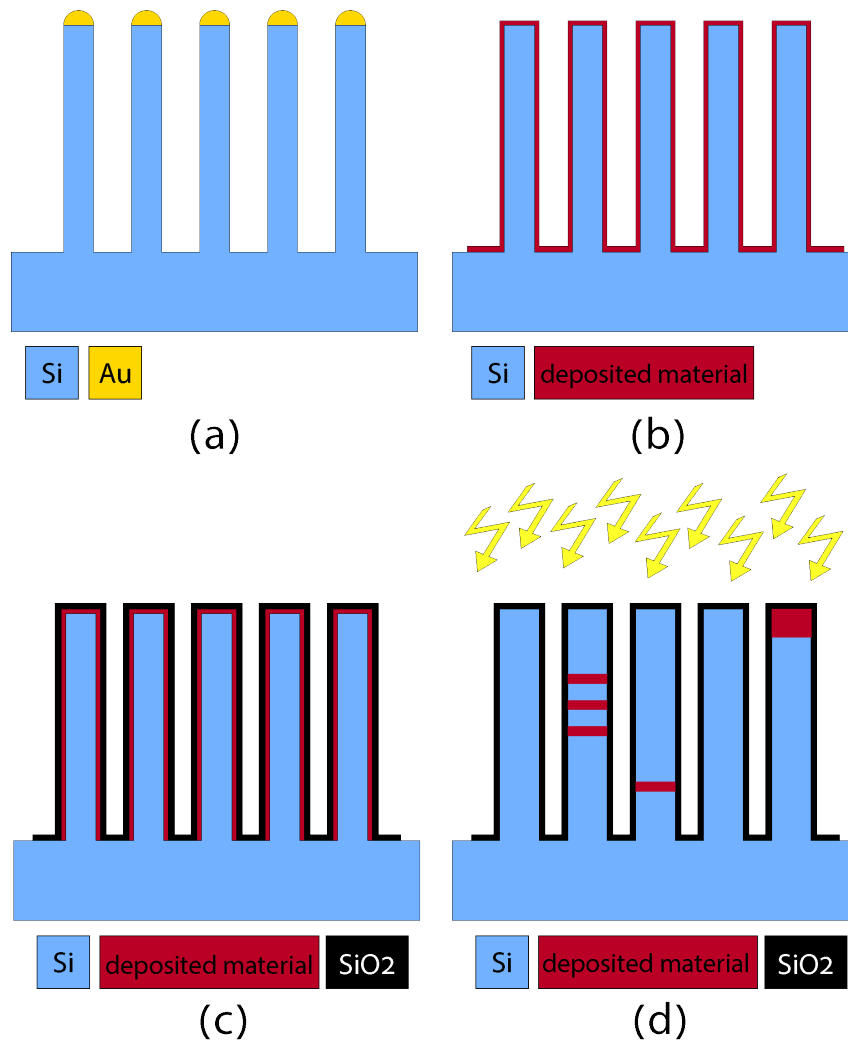 Si Au
(a)
Si deposited material
(b)
Si deposited material SiO2
(c)
Si deposited material SiO2
(d)